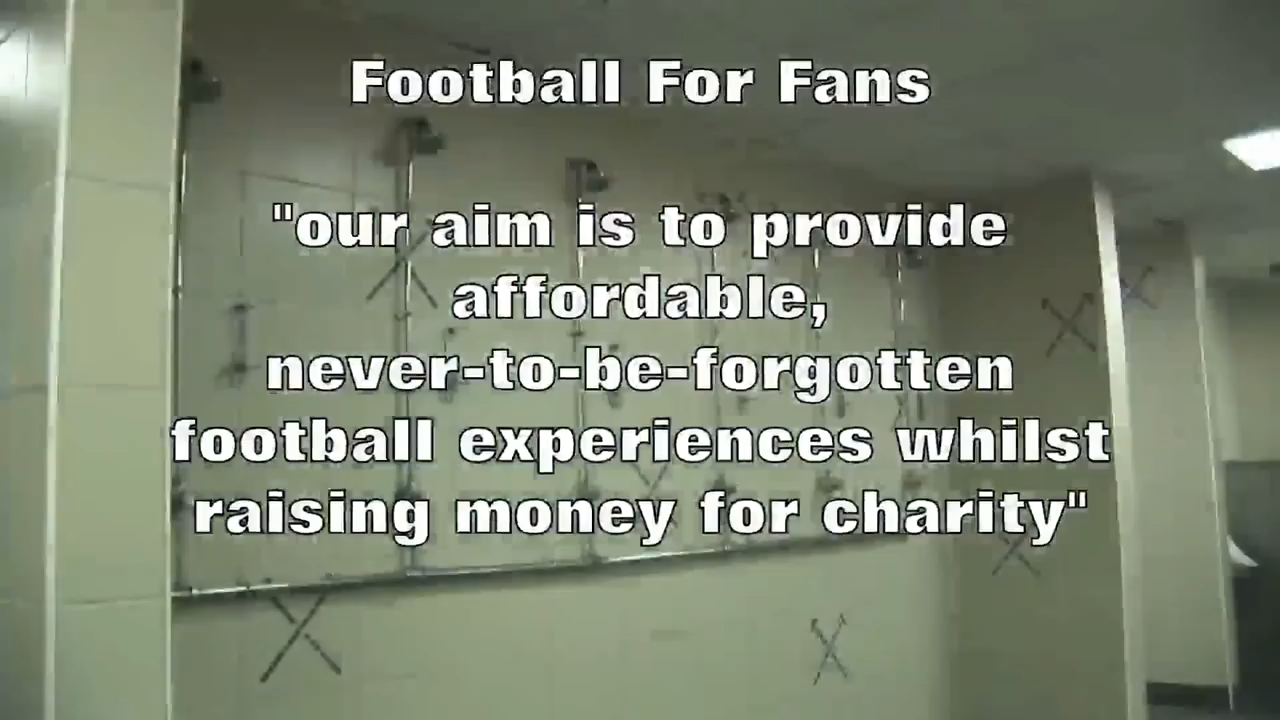 Football For Fans
"our aim is to provide
affordable,
never-to-be-forgotten
football experiences whilst
raising money for charity"